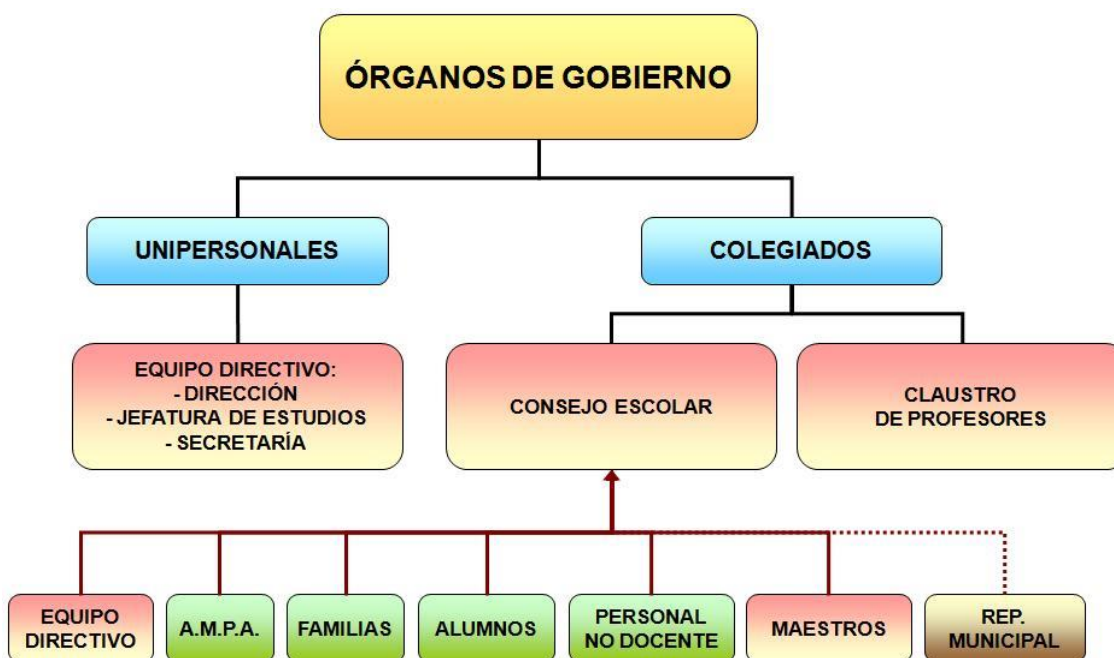 ÓRGANOS DE GOBIERNO
UNIPERSONALES
COLEGIADOS
EQUIPO DIRECTIVO:
- DIRECCIÓN
- JEFATURA DE ESTUDIOS
- SECRETARÍA
CONSEJO ESCOLAR
CLAUSTRO
DE PROFESORES
EQUIPO
DIRECTIVO
A.M.P.A.
FAMILIAS
ALUMNOS
PERSONAL
NO DOCENTE
MAESTROS
REP.
MUNICIPAL